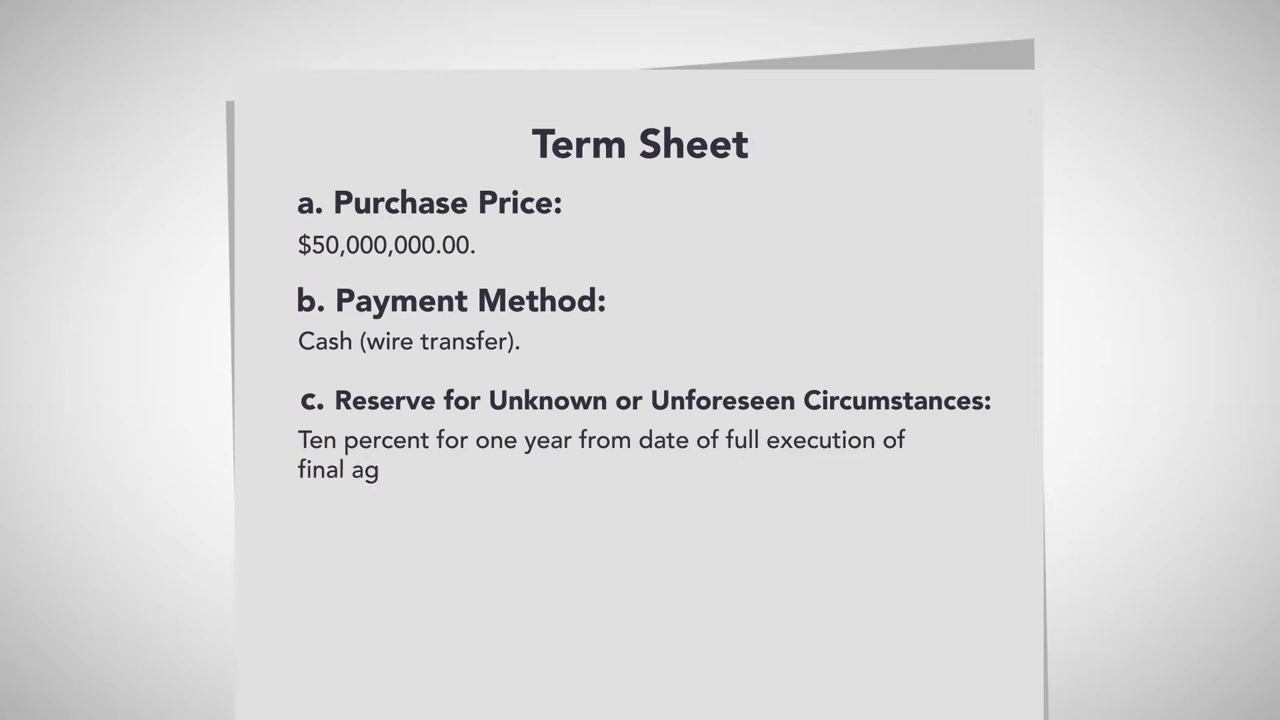 Term Sheet
a. Purchase Price:
$50,000,000.00.
b. Payment Method:
Cash (wire transfer).
c. Reserve for Unknown or Unforeseen Circumstances:
Ten percent for one year from date of full execution of
final ag